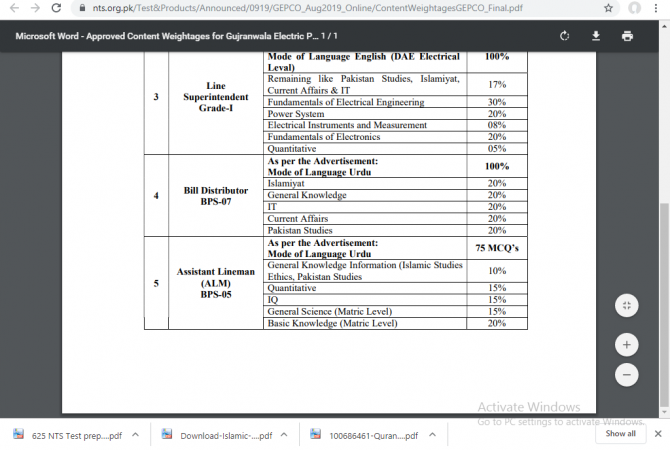 nts.org.pk/Test&Products/Announced/0919/GEPCO_Aug2019_Online/ContentWeightagesGEPCO_Final.pdf
Microsoft Word - Approved Content Weightages for Gujranwala Electric P... 1 / 1
Mode of Language English (DAE Electrical 100%
Leval)
Remaining like Pakistan Studies, Islamiyat,
Current Affairs & IT 17%
3 Line Superintendent Grade-I
Fundamentals of Electrical Engineering 30%
Power System 20%
Electrical Instruments and Measurement 08%
Fundamentals of Electronics 20%
Quantitative 05%
As per the Advertisement:
Mode of Language Urdu 100%
Islamiyat 20%
4 Bill Distributor BPS-07
General Knowledge 20%
IT 20%
Current Affairs 20%
Pakistan Studies 20%
As per the Advertisement:
Mode of Language Urdu 75 MCQ's
General Knowledge Information (Islamic Studies
Ethics, Pakistan Studies 10%
5 Assistant Lineman (ALM) BPS-05
Quantitative 15%
IQ 15%
General Science (Matric Level) 15%
Basic Knowledge (Matric Level) 20%
Activate Windows
Go to PC settings to activate Windows.
625 NTS Test prep....pdf Download-Islamic-....pdf 100686461-Quran....pdf Show all